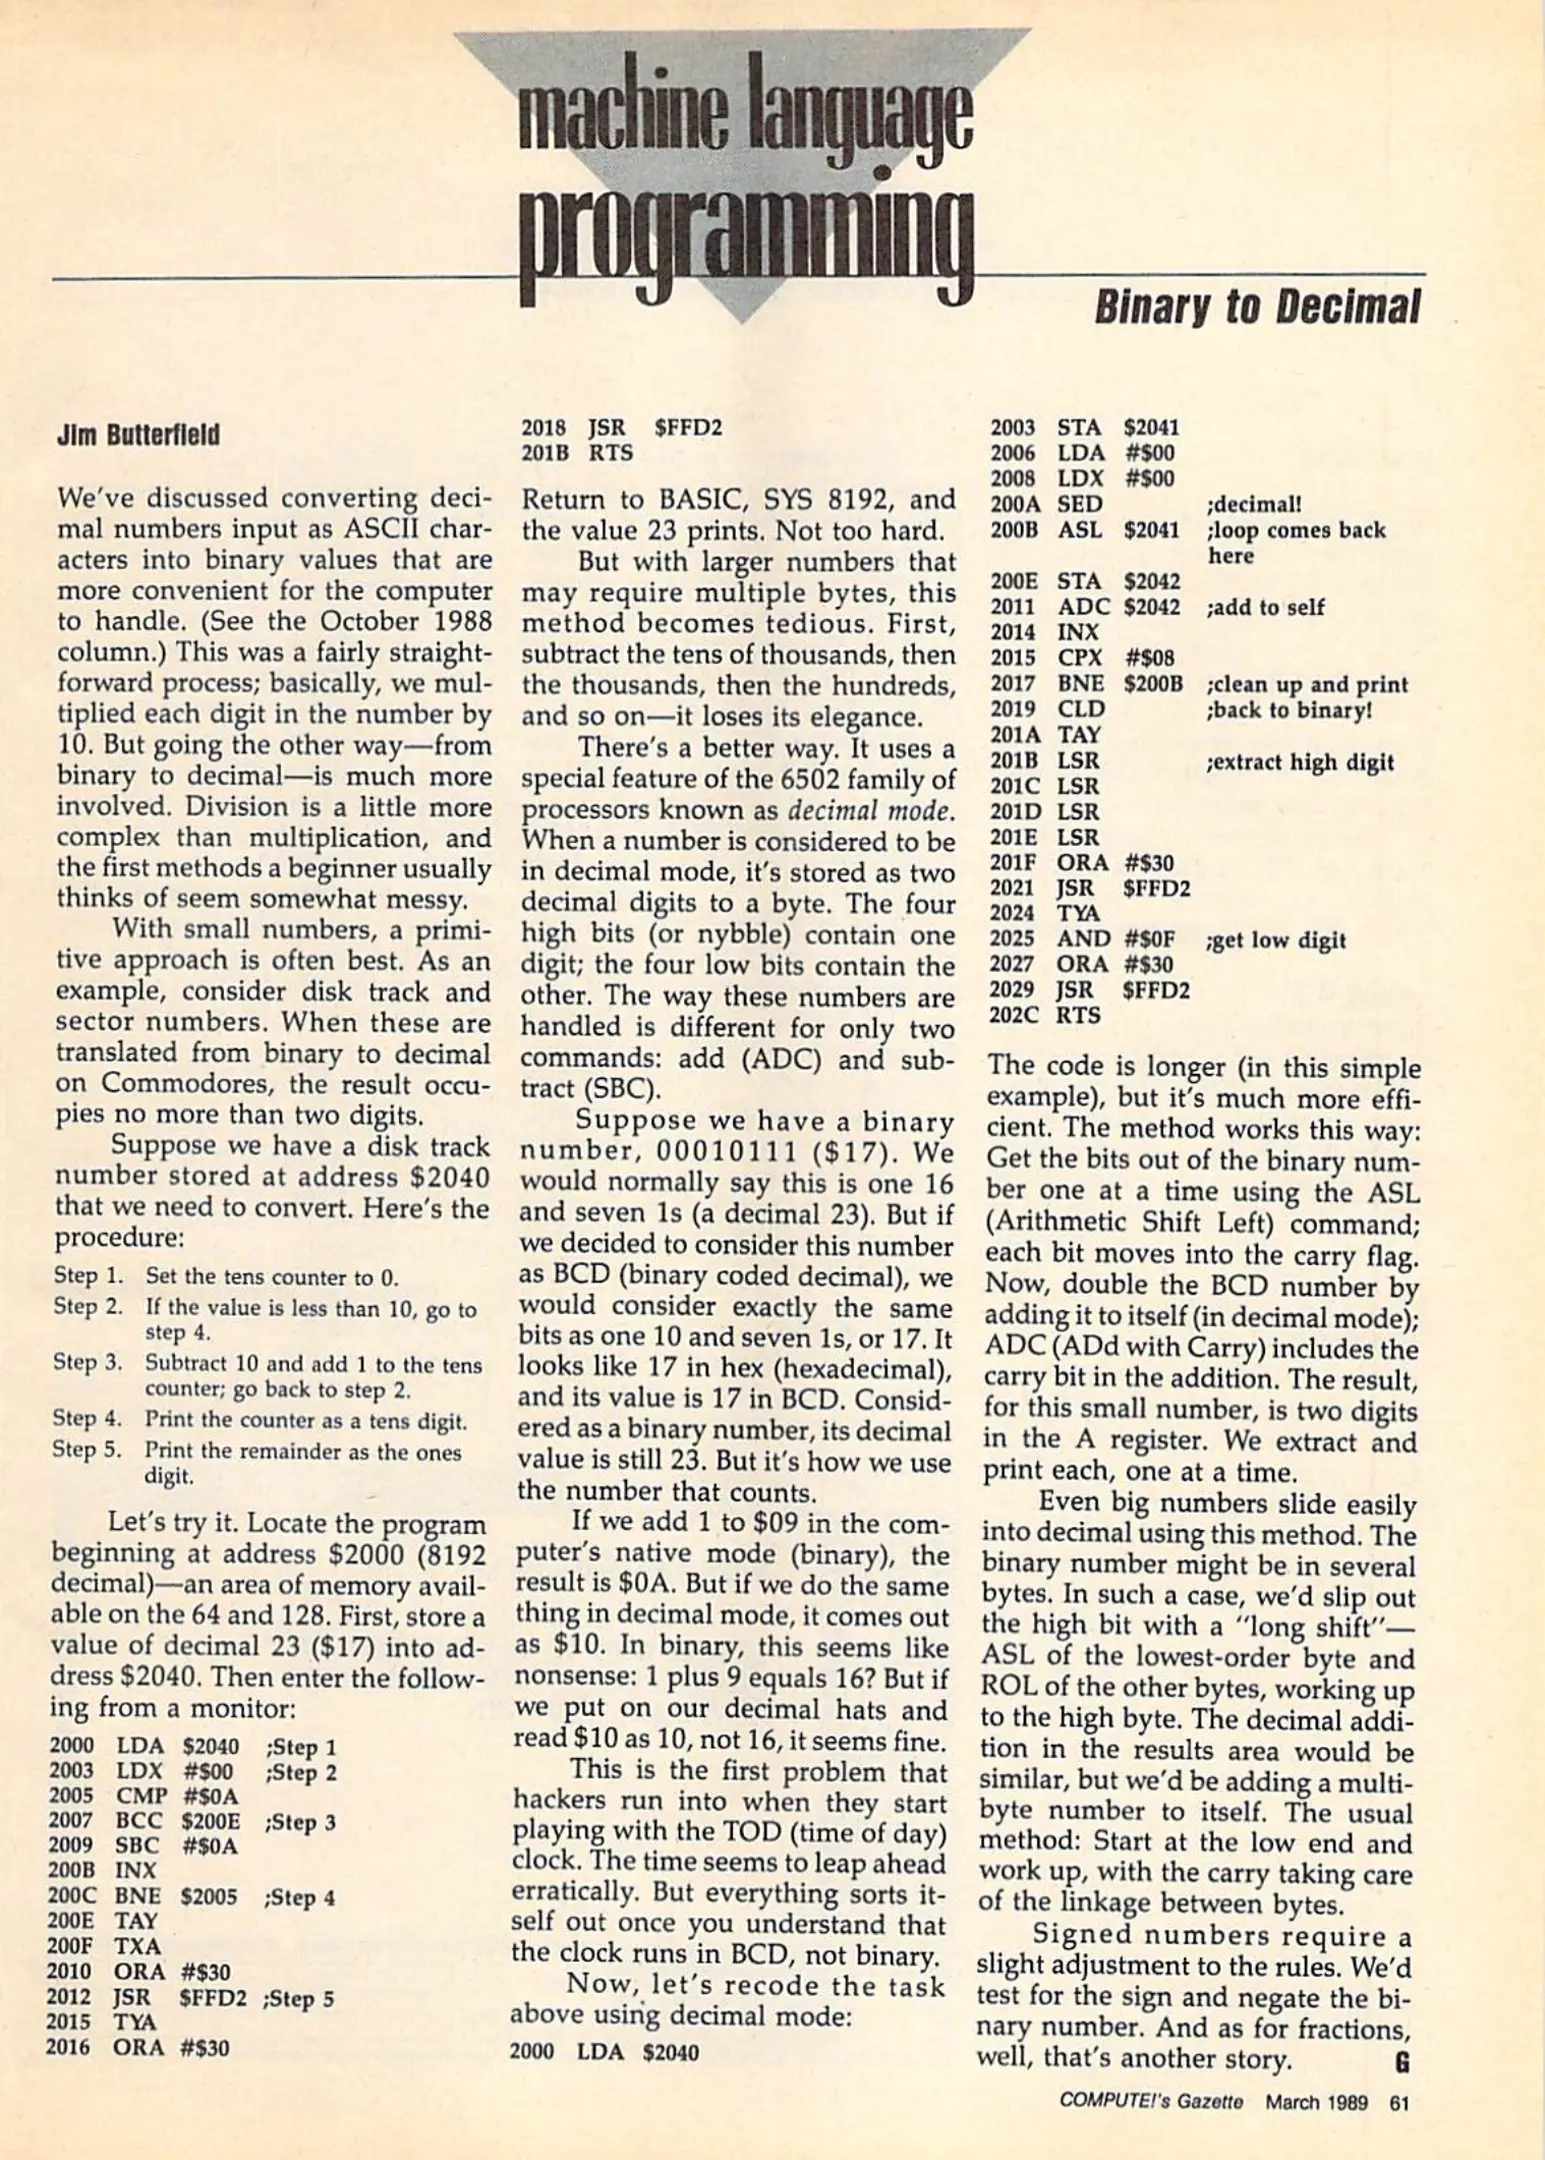 machine language
programming
Binary to Decimal
Jim Butterfield
We've discussed converting deci-
mal numbers input as ASCII char-
acters into binary values that are
more convenient for the computer
to handle. (See the October 1988
column.) This was a fairly straight-
forward process; basically, we mul-
tiplied each digit in the number by
10. But going the other way—from
binary to decimal—is much more
involved. Division is a little more
complex than multiplication, and
the first methods a beginner usually
thinks of seem somewhat messy.
With small numbers, a primi-
tive approach is often best. As an
example, consider disk track and
sector numbers. When these are
translated from binary to decimal
on Commodores, the result occu-
pies no more than two digits.
Suppose we have a disk track
number stored at address $2040
that we need to convert. Here's the
procedure:
Step 1. Set the tens counter to 0.
Step 2. If the value is less than 10, go to
step 4.
Step 3. Subtract 10 and add 1 to the tens
counter; go back to step 2.
Step 4. Print the counter as a tens digit.
Step 5. Print the remainder as the ones
digit.
Let's try it. Locate the program
beginning at address $2000 (8192
decimal)—an area of memory avail-
able on the 64 and 128. First, store a
value of decimal 23 ($17) into ad-
dress $2040. Then enter the follow-
ing from a monitor:
2000 LDA $2040 ;Step 1
2003 LDX #$00 ;Step 2
2005 CMP #$0A
2007 BCC $200E ;Step 3
2009 SBC #$0A
200B INX
200C BNE $2005 ;Step 4
200E TAY
200F TXA
2010 ORA #$30
2012 JSR $FFD2 ;Step 5
2015 TYA
2016 ORA #$30
2018 JSR $FFD2
201B RTS
Return to BASIC, SYS 8192, and
the value 23 prints. Not too hard.
But with larger numbers that
may require multiple bytes, this
method becomes tedious. First,
subtract the tens of thousands, then
the thousands, then the hundreds,
and so on—it loses its elegance.
There's a better way. It uses a
special feature of the 6502 family of
processors known as decimal mode.
When a number is considered to be
in decimal mode, it's stored as two
decimal digits to a byte. The four
high bits (or nybble) contain one
digit; the four low bits contain the
other. The way these numbers are
handled is different for only two
commands: add (ADC) and sub-
tract (SBC).
Suppose we have a binary
number, 00010111 ($17). We
would normally say this is one 16
and seven 1s (a decimal 23). But if
we decided to consider this number
as BCD (binary coded decimal), we
would consider exactly the same
bits as one 10 and seven 1s, or 17. It
looks like 17 in hex (hexadecimal),
and its value is 17 in BCD. Consid-
ered as a binary number, its decimal
value is still 23. But it's how we use
the number that counts.
If we add 1 to $09 in the com-
puter's native mode (binary), the
result is $0A. But if we do the same
thing in decimal mode, it comes out
as $10. In binary, this seems like
nonsense: 1 plus 9 equals 16? But if
we put on our decimal hats and
read $10 as 10, not 16, it seems fine.
This is the first problem that
hackers run into when they start
playing with the TOD (time of day)
clock. The time seems to leap ahead
erratically. But everything sorts it-
self out once you understand that
the clock runs in BCD, not binary.
Now, let's recode the task
above using decimal mode:
2000 LDA $2040
2003 STA $2041
2006 LDA #$00
2008 LDX #$00
200A SED ;decimal!
200B ASL $2041 ;loop comes back
here
200E STA $2042
2011 ADC $2042 ;add to self
2014 INX
2015 CPX #$08
2017 BNE $200B ;clean up and print
2019 CLD ;back to binary!
201A TAY
201B LSR ;extract high digit
201C LSR
201D LSR
201E LSR
201F ORA #$30
2021 JSR $FFD2
2024 TYA
2025 AND #$0F ;get low digit
2027 ORA #$30
2029 JSR $FFD2
202C RTS
The code is longer (in this simple
example), but it's much more effi-
cient. The method works this way:
Get the bits out of the binary num-
ber one at a time using the ASL
(Arithmetic Shift Left) command;
each bit moves into the carry flag.
Now, double the BCD number by
adding it to itself (in decimal mode);
ADC (ADd with Carry) includes the
carry bit in the addition. The result,
for this small number, is two digits
in the A register. We extract and
print each, one at a time.
Even big numbers slide easily
into decimal using this method. The
binary number might be in several
bytes. In such a case, we'd slip out
the high bit with a "long shift"—
ASL of the lowest-order byte and
ROL of the other bytes, working up
to the high byte. The decimal addi-
tion in the results area would be
similar, but we'd be adding a multi-
byte number to itself. The usual
method: Start at the low end and
work up, with the carry taking care
of the linkage between bytes.
Signed numbers require a
slight adjustment to the rules. We'd
test for the sign and negate the bi-
nary number. And as for fractions,
well, that's another story. G
COMPUTE!'s Gazette March 1989 61